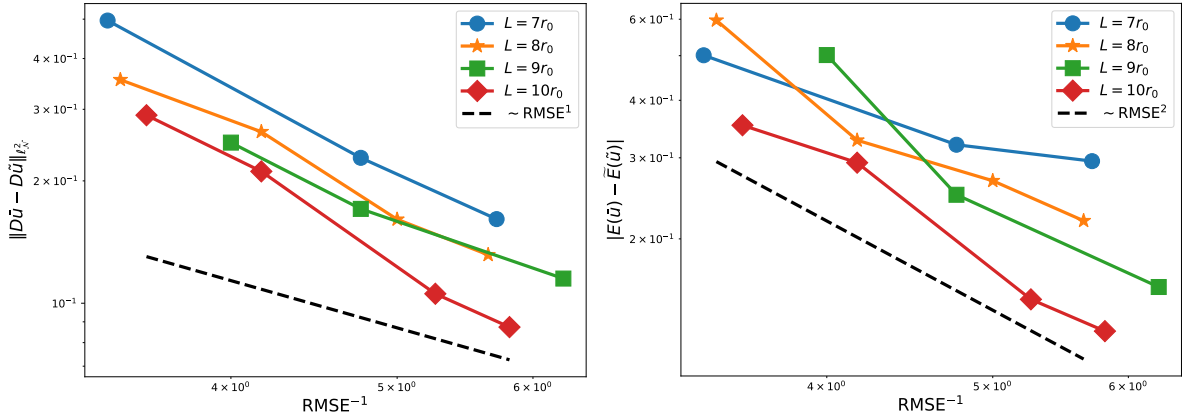 ‖Dū − Dũ‖ℓ²_𝒩
4 × 10⁻¹
3 × 10⁻¹
2 × 10⁻¹
10⁻¹
L = 7r₀
L = 8r₀
L = 9r₀
L = 10r₀
~ RMSE¹
4 × 10⁰
5 × 10⁰
6 × 10⁰
RMSE⁻¹
|E(ū) − Ẽ(ũ)|
6 × 10⁻¹
4 × 10⁻¹
3 × 10⁻¹
2 × 10⁻¹
L = 7r₀
L = 8r₀
L = 9r₀
L = 10r₀
~ RMSE²
4 × 10⁰
5 × 10⁰
6 × 10⁰
RMSE⁻¹